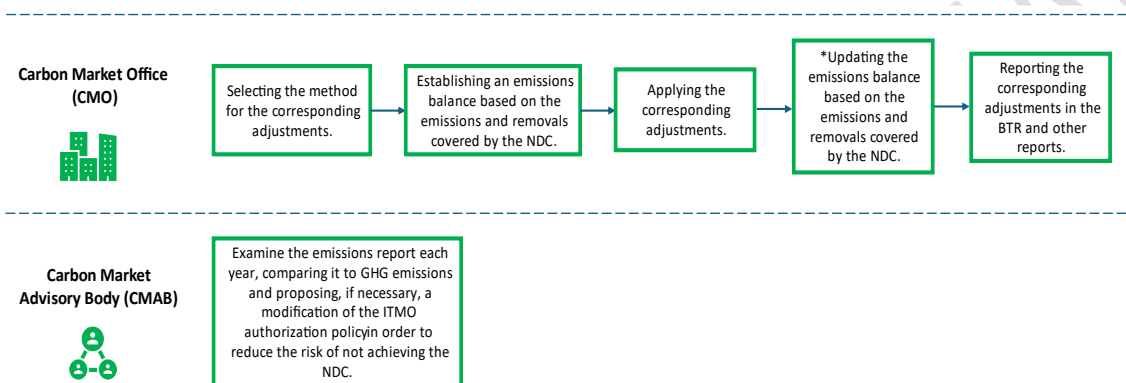 Carbon Market Office
(CMO)
Selecting the method
for the corresponding
adjustments.
Establishing an emissions
balance based on the
emissions and removals
covered by the NDC.
Applying the
corresponding
adjustments.
*Updating the
emissions balance
based on the
emissions and
removals covered
by the NDC.
Reporting the
corresponding
adjustments in the
BTR and other
reports.
Carbon Market
Advisory Body (CMAB)
Examine the emissions report each
year, comparing it to GHG emissions
and proposing, if necessary, a
modification of the ITMO
authorization policyin order to
reduce the risk of not achieving the
NDC.